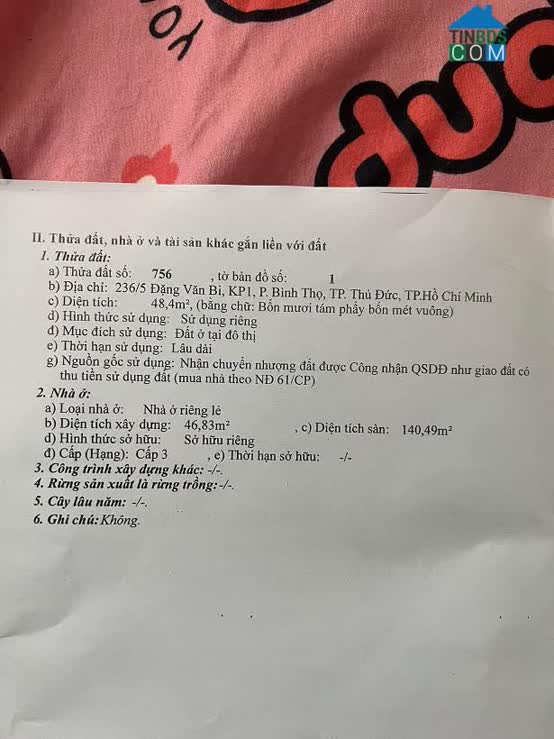 YO
duc
TINBDS
COM
II. Thửa đất, nhà ở và tài sản khác gắn liền với đất
1. Thửa đất:
a) Thửa đất số: 756 , tờ bản đồ số: 1
b) Địa chỉ: 236/5 Đặng Văn Bi, KP1, P. Bình Thọ, TP. Thủ Đức, TP.Hồ Chí Minh
c) Diện tích: 48,4m², (bằng chữ: Bốn mươi tám phẩy bốn mét vuông)
d) Hình thức sử dụng: Sử dụng riêng
đ) Mục đích sử dụng: Đất ở tại đô thị
e) Thời hạn sử dụng: Lâu dài
g) Nguồn gốc sử dụng: Nhận chuyển nhượng đất được Công nhận QSDĐ như giao đất có
thu tiền sử dụng đất (mua nhà theo NĐ 61/CP)
2. Nhà ở:
a) Loại nhà ở: Nhà ở riêng lẻ
b) Diện tích xây dựng: 46,83m² , c) Diện tích sàn: 140,49m²
d) Hình thức sở hữu: Sở hữu riêng
đ) Cấp (Hạng): Cấp 3 , e) Thời hạn sở hữu: -/-
3. Công trình xây dựng khác: -/-.
4. Rừng sản xuất là rừng trồng: -/-.
5. Cây lâu năm: -/-.
6. Ghi chú: Không.